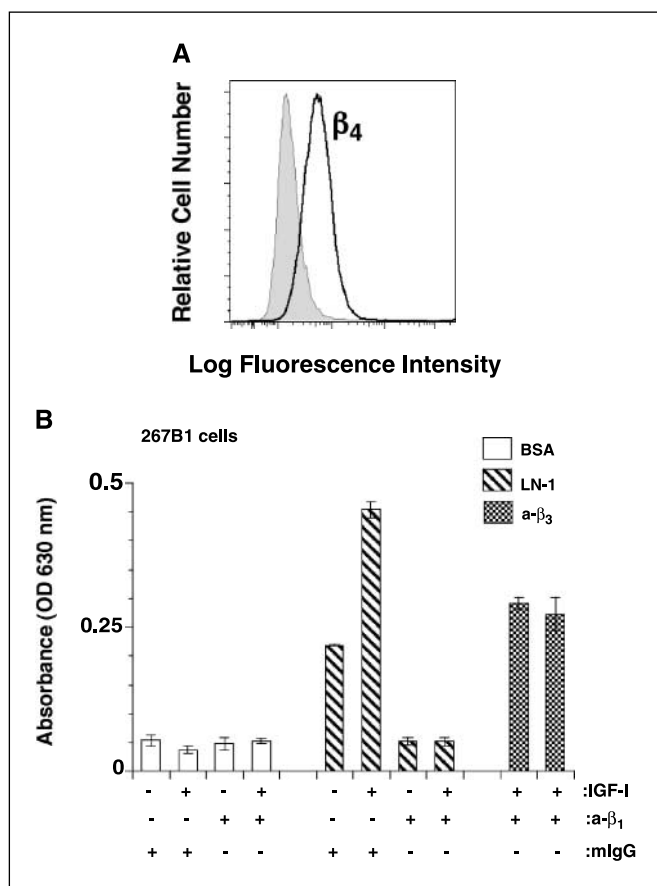 A
Relative Cell Number
β4
Log Fluorescence Intensity
B
267B1 cells
BSA
LN-1
a-β3
Absorbance (OD 630 nm)
0.5
0.25
0
- + - + - + - + + + :IGF-I
- - + + - - + + + + :a-β1
+ + - - + + - - - - :mIgG